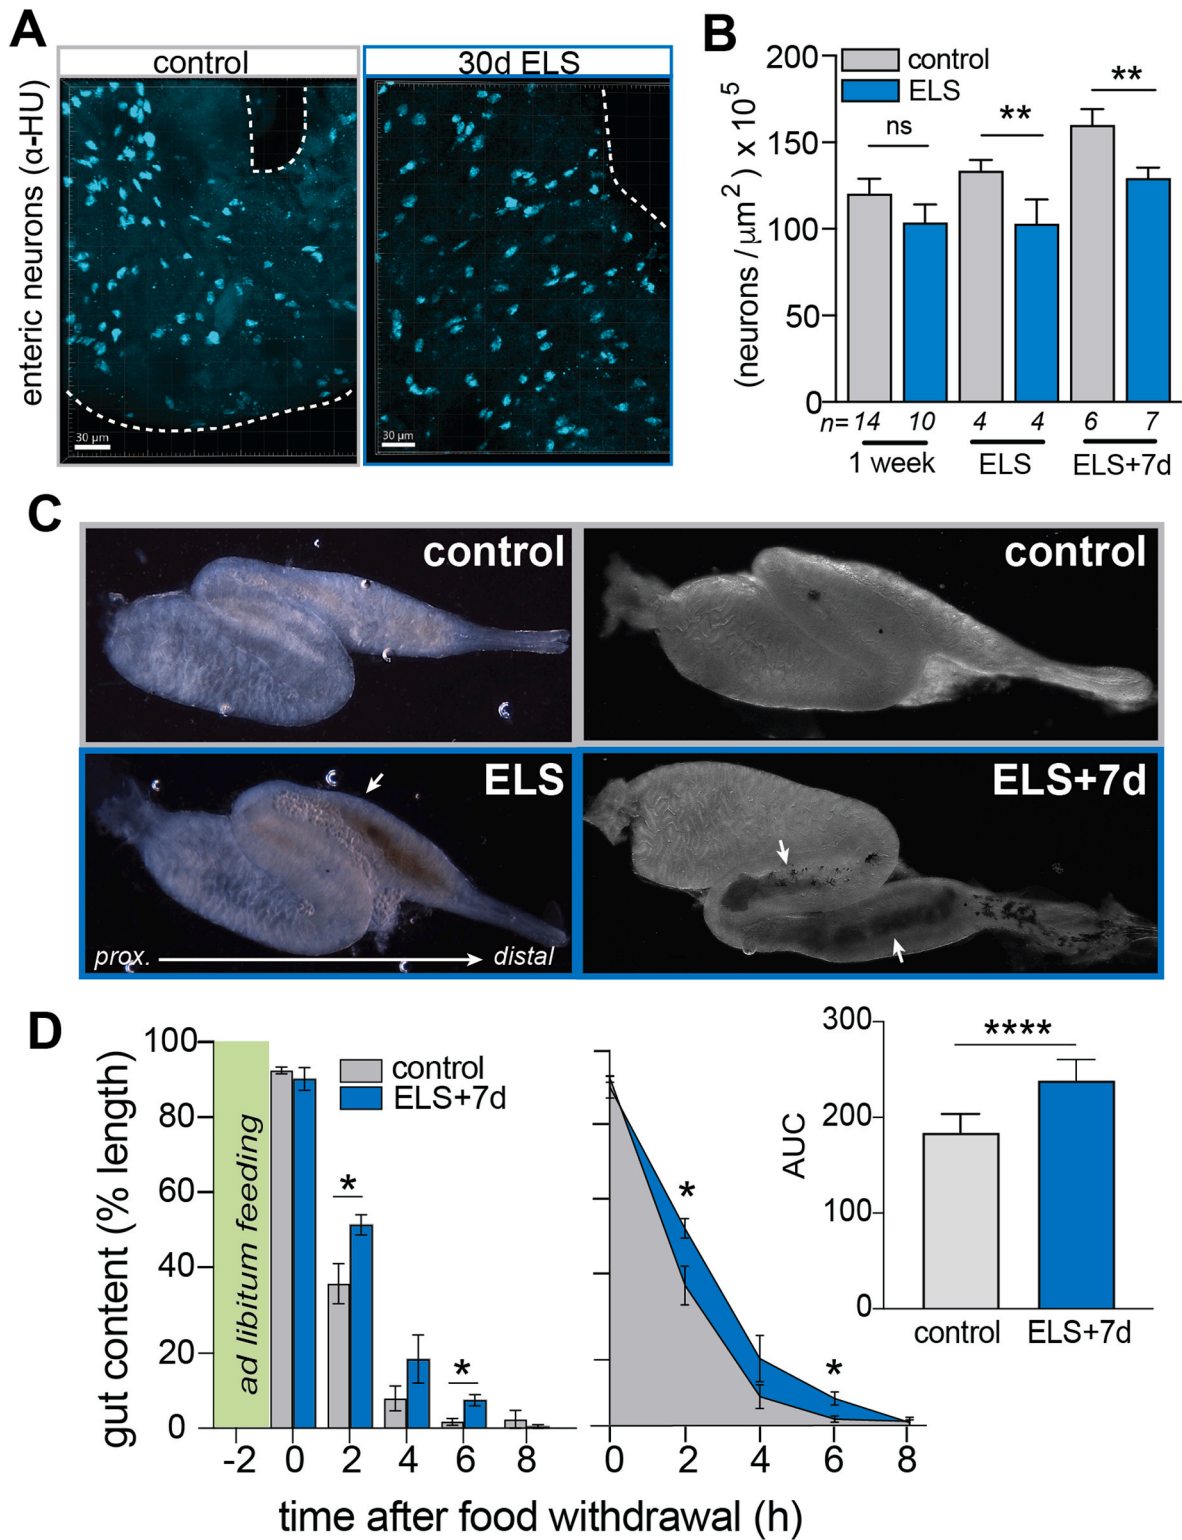 A
control
30d ELS
enteric neurons (α-HU)
30 µm
30 µm
B
control
ELS
(neurons /µm²) x 10⁵
200
150
100
50
0
ns
**
**
n= 14 10 4 4 6 7
1 week ELS ELS+7d
C
control
control
ELS
ELS+7d
prox.
distal
D
gut content (% length)
100
80
60
40
20
0
ad libitum feeding
control
ELS+7d
*
*
-2 0 2 4 6 8
*
*
0 2 4 6 8
time after food withdrawal (h)
AUC
300
200
100
0
****
control ELS+7d